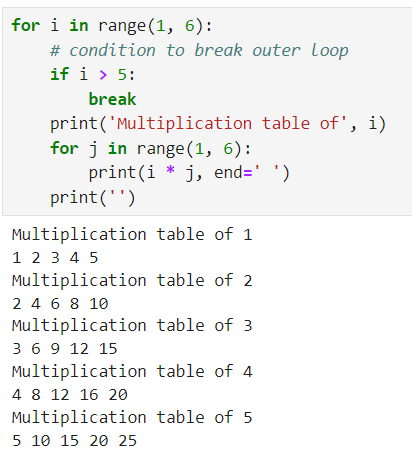 for i in range(1, 6):
    # condition to break outer loop
    if i > 5:
        break
    print('Multiplication table of', i)
    for j in range(1, 6):
        print(i * j, end=' ')
    print('')
Multiplication table of 1
1 2 3 4 5
Multiplication table of 2
2 4 6 8 10
Multiplication table of 3
3 6 9 12 15
Multiplication table of 4
4 8 12 16 20
Multiplication table of 5
5 10 15 20 25